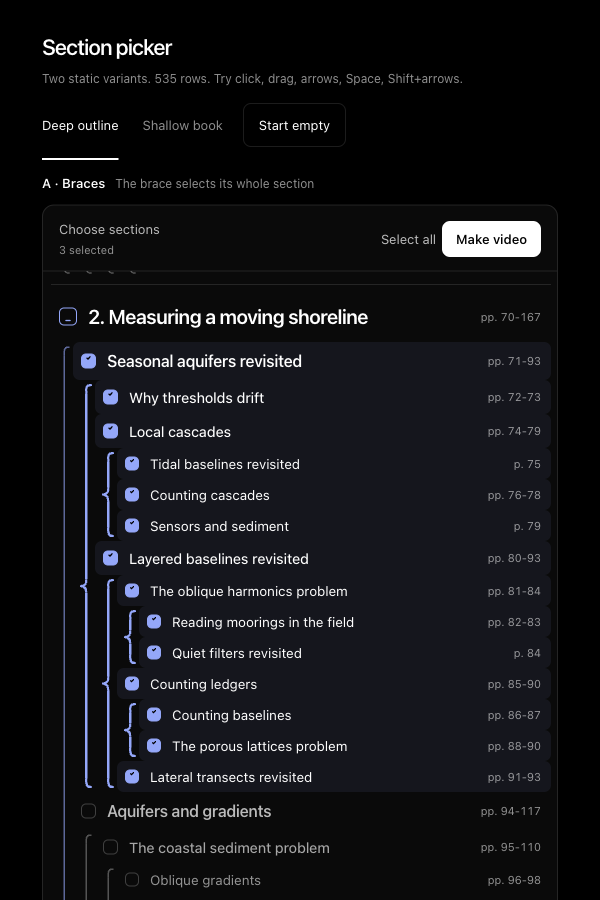 Section picker
Two static variants. 535 rows. Try click, drag, arrows, Space, Shift+arrows.
Deep outline Shallow book Start empty
A · Braces The brace selects its whole section
Choose sections
3 selected
Select all Make video
2. Measuring a moving shoreline pp. 70-167
Seasonal aquifers revisited pp. 71-93
Why thresholds drift pp. 72-73
Local cascades pp. 74-79
Tidal baselines revisited p. 75
Counting cascades pp. 76-78
Sensors and sediment p. 79
Layered baselines revisited pp. 80-93
The oblique harmonics problem pp. 81-84
Reading moorings in the field pp. 82-83
Quiet filters revisited p. 84
Counting ledgers pp. 85-90
Counting baselines pp. 86-87
The porous lattices problem pp. 88-90
Lateral transects revisited pp. 91-93
Aquifers and gradients pp. 94-117
The coastal sediment problem pp. 95-110
Oblique gradients pp. 96-98